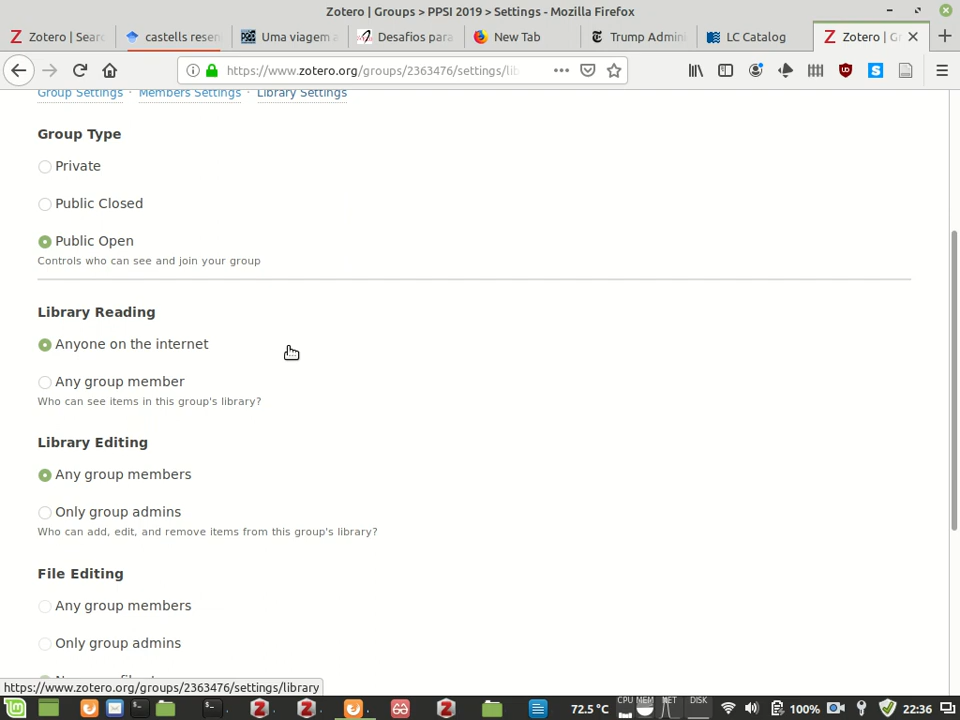 Zotero | Groups > PPSI 2019 > Settings - Mozilla Firefox
Zotero | Sear
castells resen
Uma viagem a
Desafios para
New Tab
Trump Admin
LC Catalog
Zotero | G
https://www.zotero.org/groups/2363476/settings/lib
Group Settings · Members Settings · Library Settings
Group Type
Private
Public Closed
Public Open
Controls who can see and join your group
Library Reading
Anyone on the internet
Any group member
Who can see items in this group's library?
Library Editing
Any group members
Only group admins
Who can add, edit, and remove items from this group's library?
File Editing
Any group members
Only group admins
https://www.zotero.org/groups/2363476/settings/library
72.5°C
CPU MEM NET DISK
100%
22:36